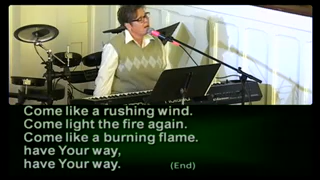 Come like a rushing wind.
Come light the fire again.
Come like a burning flame.
have Your way,
have Your way. (End)